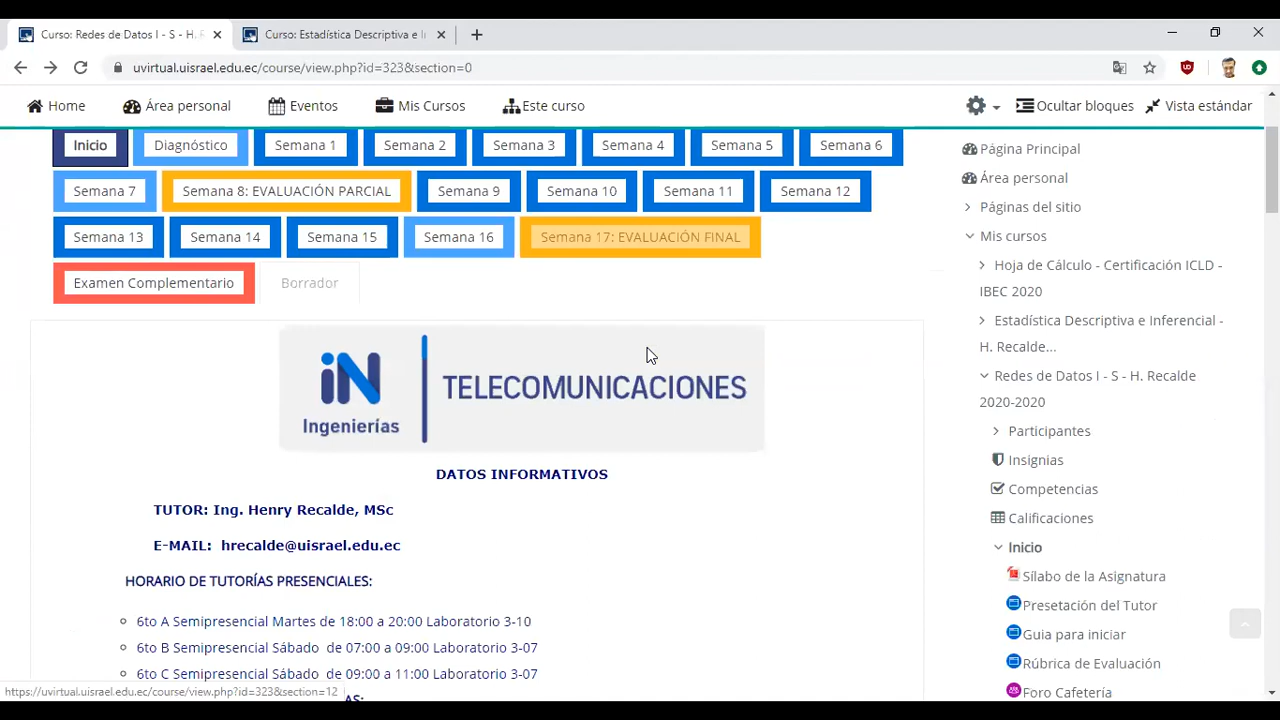 Curso: Redes de Datos I - S - H. R
Curso: Estadística Descriptiva e I
uvirtual.uisrael.edu.ec/course/view.php?id=323&section=0
Home Área personal Eventos Mis Cursos Este curso Ocultar bloques Vista estándar
Inicio Diagnóstico Semana 1 Semana 2 Semana 3 Semana 4 Semana 5 Semana 6
Semana 7 Semana 8: EVALUACIÓN PARCIAL Semana 9 Semana 10 Semana 11 Semana 12
Semana 13 Semana 14 Semana 15 Semana 16 Semana 17: EVALUACIÓN FINAL
Examen Complementario Borrador
iN
Ingenierías
TELECOMUNICACIONES
DATOS INFORMATIVOS
TUTOR: Ing. Henry Recalde, MSc
E-MAIL: hrecalde@uisrael.edu.ec
HORARIO DE TUTORÍAS PRESENCIALES:
6to A Semipresencial Martes de 18:00 a 20:00 Laboratorio 3-10
6to B Semipresencial Sábado de 07:00 a 09:00 Laboratorio 3-07
6to C Semipresencial Sábado de 09:00 a 11:00 Laboratorio 3-07
AS:
https://uvirtual.uisrael.edu.ec/course/view.php?id=323&section=12
Página Principal
Área personal
Páginas del sitio
Mis cursos
Hoja de Cálculo - Certificación ICLD -
IBEC 2020
Estadística Descriptiva e Inferencial -
H. Recalde...
Redes de Datos I - S - H. Recalde
2020-2020
Participantes
Insignias
Competencias
Calificaciones
Inicio
Sílabo de la Asignatura
Presetación del Tutor
Guia para iniciar
Rúbrica de Evaluación
Foro Cafetería